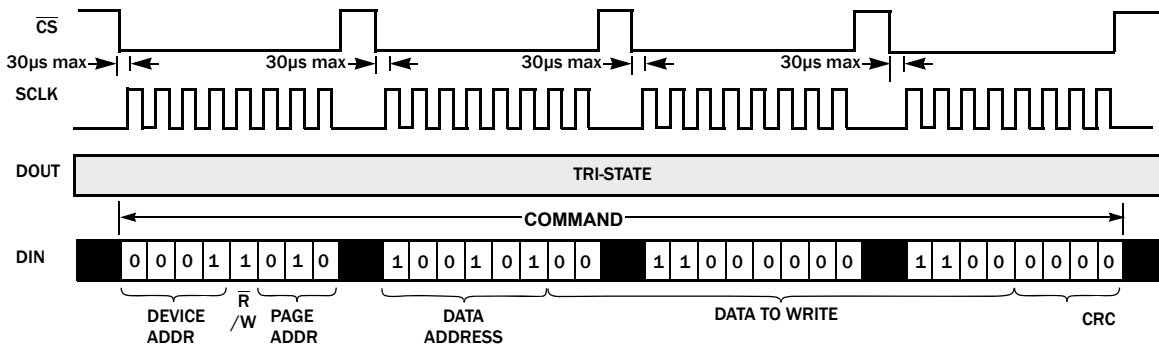 CS
30µs max 30µs max 30µs max 30µs max
SCLK
DOUT TRI-STATE
COMMAND
DIN 0 0 0 1 1 0 1 0 1 0 0 1 0 1 0 0 1 1 0 0 0 0 0 0 1 1 0 0 0 0 0 0
DEVICE ADDR R /W PAGE ADDR DATA ADDRESS DATA TO WRITE CRC